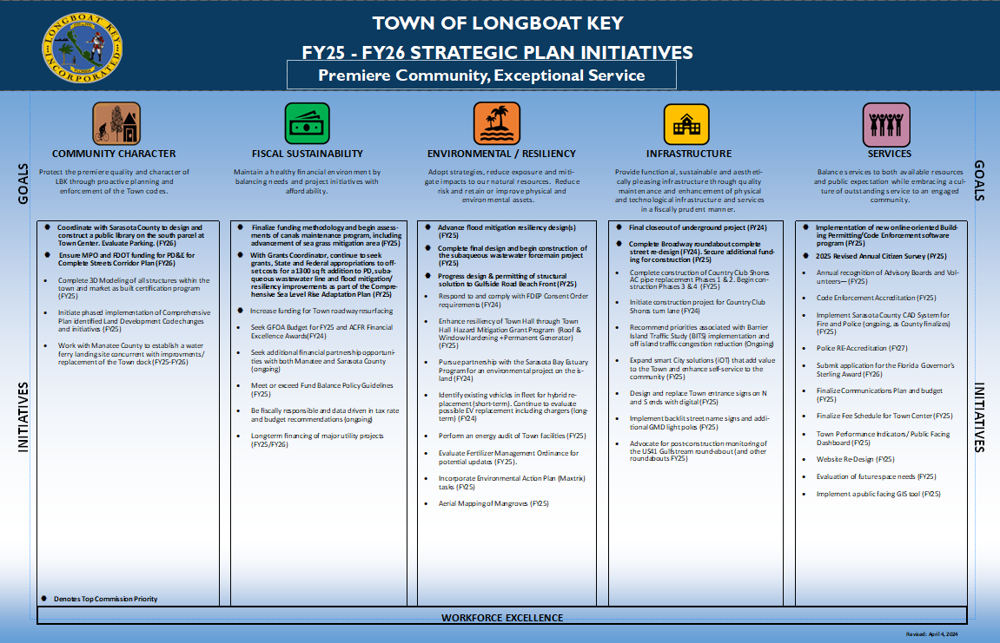 LONGBOAT KEY
INCORPORATED
FLORIDA
TOWN OF LONGBOAT KEY
FY25 - FY26 STRATEGIC PLAN INITIATIVES
Premiere Community, Exceptional Service
GOALS
COMMUNITY CHARACTER
Protect the premiere quality and character of
LBK through proactive planning and
enforcement of the Town codes.
FISCAL SUSTAINABILITY
Maintain a healthy financial environment by
balancing needs and project initiatives with
affordability.
ENVIRONMENTAL / RESILIENCY
Adopt strategies, reduce exposure and miti-
gate impacts to our natural resources. Reduce
risk and retain or improve physical and
environmental assets.
INFRASTRUCTURE
Provide functional, sustainable and aestheti-
cally pleasing infrastructure through quality
maintenance and enhancement of physical
and technological infrastructure and services
in a fiscally prudent manner.
SERVICES
Balance services to both available resources
and public expectation while embracing a cul-
ture of outstanding service to an engaged
community.
GOALS
INITIATIVES
Coordinate with Sarasota County to design and
construct a public library on the south parcel at
Town Center. Evaluate Parking. (FY26)
Ensure MPO and FDOT funding for PD&E for
Complete Streets Corridor Plan (FY26)
• Complete 3D Modeling of all structures within the
town and market as built certification program
(FY25)
• Initiate phased implementation of Comprehensive
Plan identified Land Development Code changes
and initiatives (FY25)
• Work with Manatee County to establish a water
ferry landing site concurrent with improvments/
replacement of the Town dock (FY25-FY26)
Denotes Top Commission Priority
Finalize funding methodology and begin assess-
ments of canals maintenance program, including
advancement of sea grass mitigation area (FY25)
With Grants Coordinator, continue to seek
grants, State and Federal appropriations to off-
set costs for a 1300 sq ft addition to PD, suba-
queous wastewater line and flood mitigation/
resiliency improvements as part of the Compre-
hensive Sea Level Rise Adaptation Plan (FY25)
Increase funding for Town roadway resurfacing
• Seek GFOA Budget for FY25 and ACFR Financial
Excellence Awards(FY24)
• Seek additional financial partnership opportuni-
ties with both Manatee and Sarasota County
(ongoing)
• Meet or exceed Fund Balance Policy Guidelines
(FY25)
• Be fiscally responsible and data driven in tax rate
and budget recommendations (ongoing)
• Long-term financing of major utility projects
(FY25/FY26)
Advance flood mitigation resiliency design(s)
(FY25)
Complete final design and begin construction of
the subaqueous wastewater forcemain project
(FY25)
Progress design & permitting of structural
solution to Gulfside Road Beach Front (FY25)
• Respond to and comply with FDEP Consent Order
requirements (FY24)
• Enhance resiliency of Town Hall through Town
Hall Hazard Mitigation Grant Program (Roof &
Window Hardening + Permanent Generator)
(FY25)
• Pursue partnership with the Sarasota Bay Estuary
Program for an environmental project on the is-
land (FY24)
• Identify existing vehicles in fleet for hybrid re-
placement (short-term). Continue to evaluate
possible EV replacement including chargers (long-
term) (FY24)
• Perform an energy audit of Town facilities (FY25)
• Evaluate Fertilizer Management Ordinance for
potential updates (FY25).
• Incorporate Environmental Action Plan (Maxtrix)
tasks (FY25)
• Aerial Mapping of Mangroves (FY25)
Final closeout of underground project (FY24)
Complete Broadway roundabout complete
street re-design (FY24). Secure additional fund-
ing for construction (FY25)
• Complete construction of Country Club Shores
AC pipe replacement Phases 1 & 2. Begin con-
struction Phases 3 & 4 (FY25)
• Initiate construction project for Country Club
Shores turn lane (FY24)
• Recommend priorities associated with Barrier
Island Traffic Study (BITS) implementation and
off island traffic congestion reduction (Ongoing)
• Expand smart City solutions (iOT) that add value
to the Town and enhance self-service to the
community (FY25)
• Design and replace Town entrance signs on N
and S ends with digital (FY25)
• Implement backlit street name signs and addi-
tional GMD light poles (FY25)
• Advocate for post-construction monitoring of
the US41 Gulfstream round-about (and other
roundabouts FY25)
Implementation of new online-oriented Build-
ing Permitting/Code Enforcement software
program (FY25)
2025 Revised Annual Citizen Survey (FY25)
• Annual recognition of Advisory Boards and Vol-
unteers—(FY25)
• Code Enforcement Accreditation (FY25)
• Implement Sarasota County CAD System for
Fire and Police (ongoing, as County finalizes)
(FY25)
• Police RE-Accreditation (FY27)
• Submit application for the Florida Governor's
Sterling Award (FY26)
• Finalize Communications Plan and budget
(FY25)
• Finalize Fee Schedule for Town Center (FY25)
• Town Performance Indicators/ Public Facing
Dashboard (FY25)
• Website Re-Design (FY25)
• Evaluation of future space needs (FY25)
• Implement a public facing GIS tool (FY25)
INITIATIVES
WORKFORCE EXCELLENCE
Revised: April 4, 2024